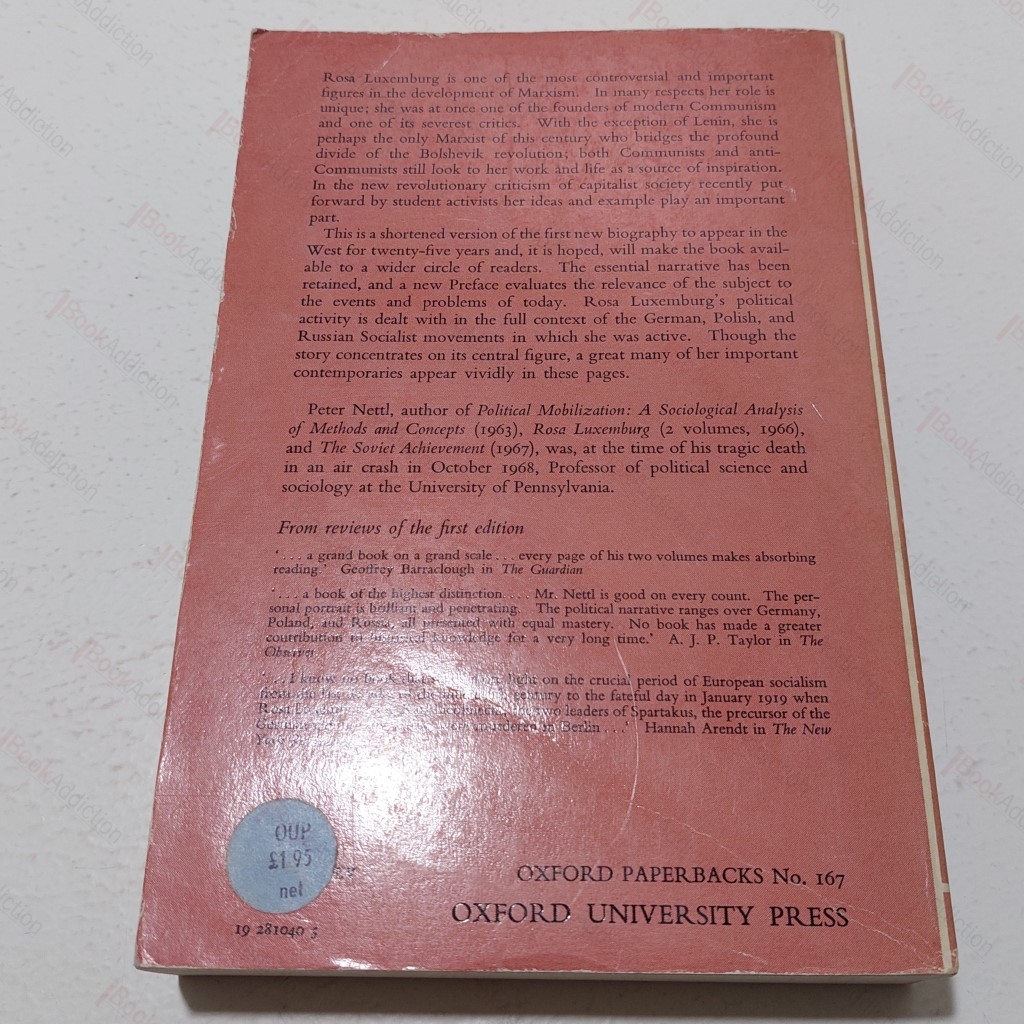 Rosa Luxemburg is one of the most controversial and important
figures in the development of Marxism. In many respects her role is
unique; she was at once one of the founders of modern Communism
and one of its severest critics. With the exception of Lenin, she is
perhaps the only Marxist of this century who bridges the profound
divide of the Bolshevik revolution; both Communists and anti-
Communists still look to her work and life as a source of inspiration.
In the new revolutionary criticism of capitalist society recently put
forward by student activists her ideas and example play an important
part.
This is a shortened version of the first new biography to appear in the
West for twenty-five years and, it is hoped, will make the book avail-
able to a wider circle of readers. The essential narrative has been
retained, and a new Preface evaluates the relevance of the subject to
the events and problems of today. Rosa Luxemburg's political
activity is dealt with in the full context of the German, Polish, and
Russian Socialist movements in which she was active. Though the
story concentrates on its central figure, a great many of her important
contemporaries appear vividly in these pages.
Peter Nettl, author of Political Mobilization: A Sociological Analysis
of Methods and Concepts (1963), Rosa Luxemburg (2 volumes, 1966),
and The Soviet Achievement (1967), was, at the time of his tragic death
in an air crash in October 1968, Professor of political science and
sociology at the University of Pennsylvania.
From reviews of the first edition
'... a grand book on a grand scale ... every page of his two volumes makes absorbing
reading.' Geoffrey Barraclough in The Guardian
'... a book of the highest distinction. ... Mr. Nettl is good on every count. The per-
sonal portrait is brilliant and penetrating. The political narrative ranges over Germany,
Poland, and Russia, all presented with equal mastery. No book has made a greater
contribution to historical knowledge for a very long time.' A. J. P. Taylor in The
Observer
'... I know no book that light on the crucial period of European socialism
from the century to the fateful day in January 1919 when
Rosa two leaders of Spartakus, the precursor of the
murdered in Berlin ...' Hannah Arendt in The New
OUP
£1.95
net
19 281040 5
OXFORD PAPERBACKS No. 167
OXFORD UNIVERSITY PRESS
BookAddiction